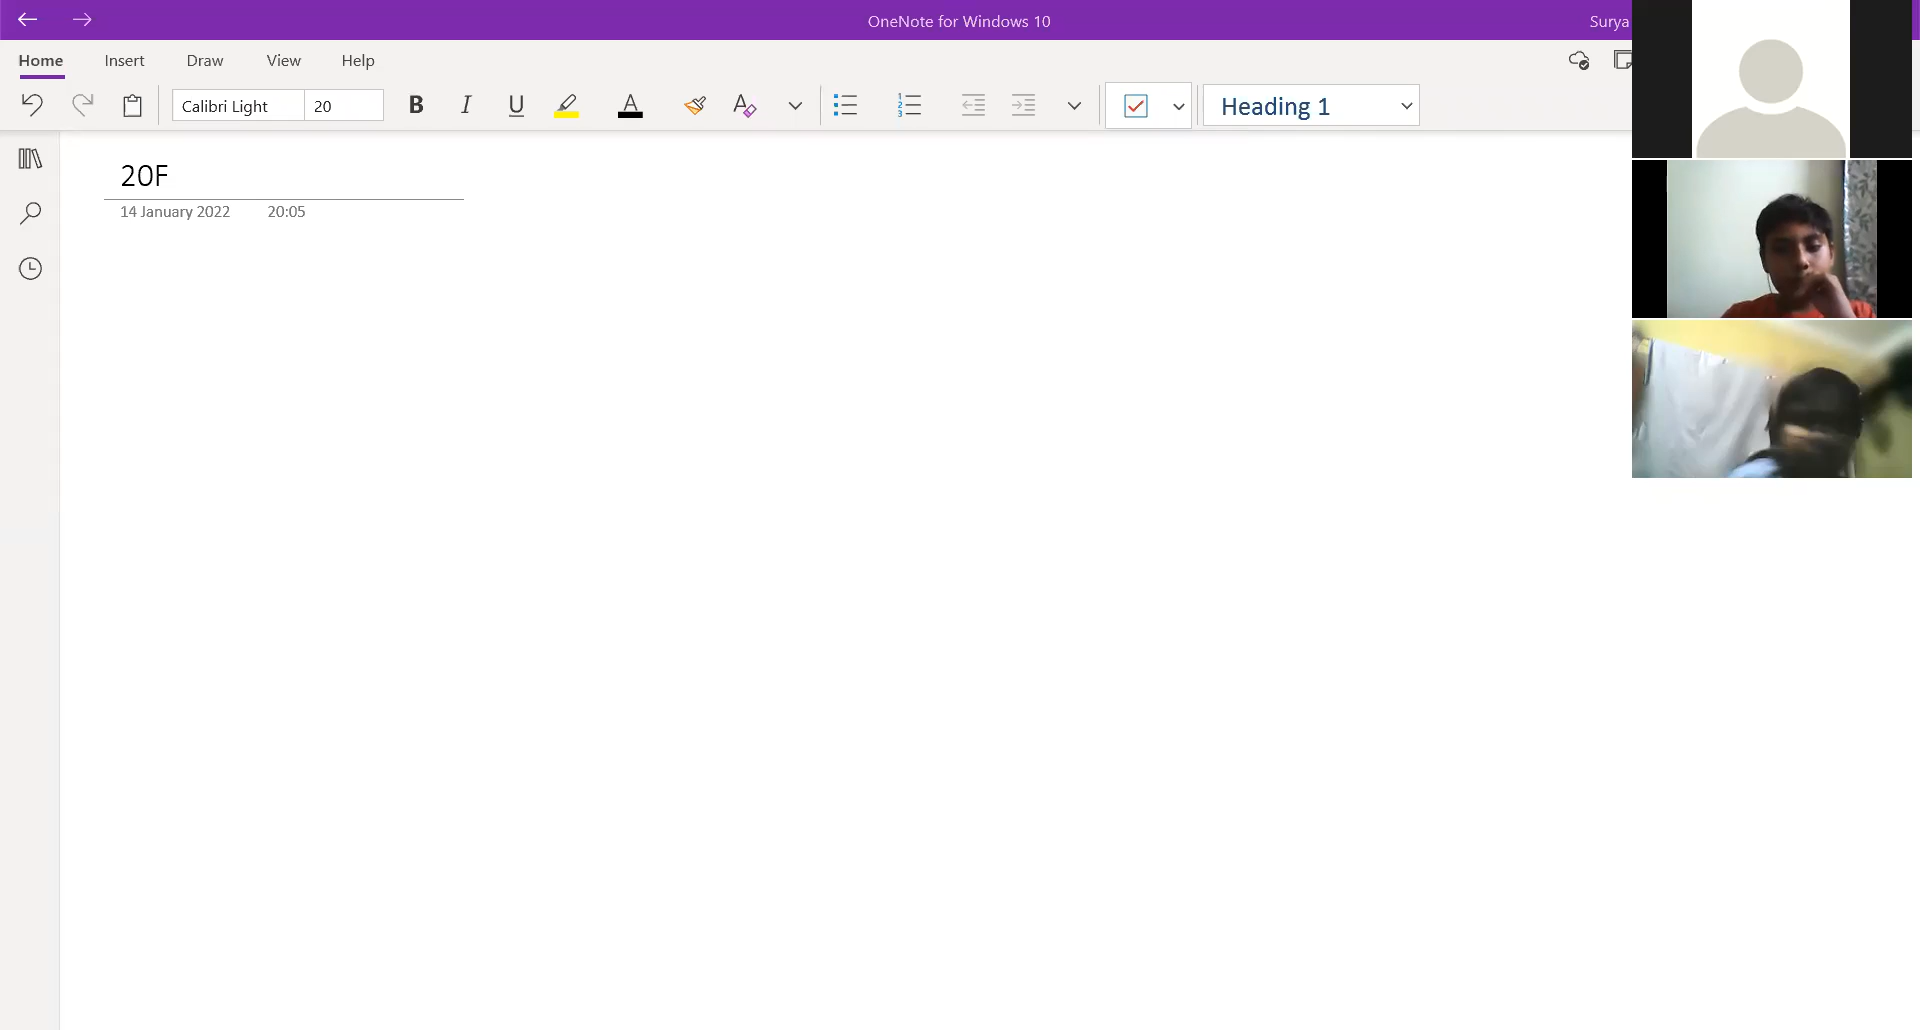 OneNote for Windows 10
Surya
Home Insert Draw View Help
Calibri Light 20 B I U A A Heading 1
20F
14 January 2022 20:05